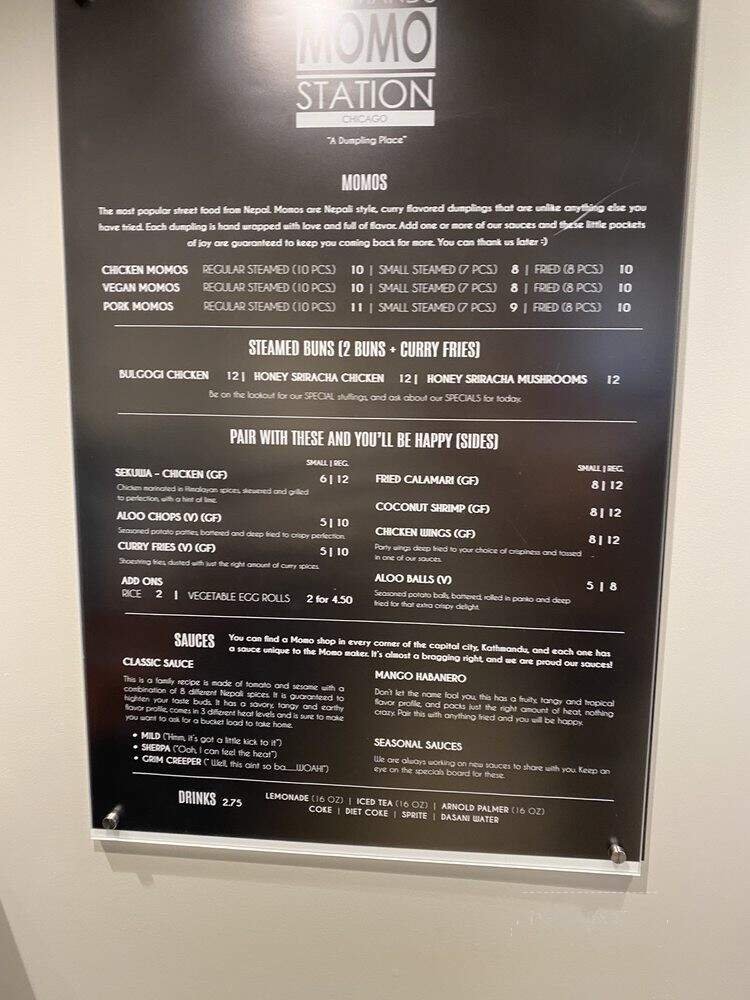 MOMO
STATION
CHICAGO
"A Dumpling Place"
MOMOS
The most popular street food from Nepal. Momos are Nepali style, curry flavored dumplings that are unlike anything else you
have tried. Each dumpling is hand wrapped with love and full of flavor. Add one or more of our sauces and these little pockets
of joy are guaranteed to keep you coming back for more. You can thank us later :)
CHICKEN MOMOS REGULAR STEAMED (10 PCS.) 10 | SMALL STEAMED (7 PCS.) 8 | FRIED (8 PCS.) 10
VEGAN MOMOS REGULAR STEAMED (10 PCS.) 10 | SMALL STEAMED (7 PCS.) 8 | FRIED (8 PCS.) 10
PORK MOMOS REGULAR STEAMED (10 PCS.) 11 | SMALL STEAMED (7 PCS.) 9 | FRIED (8 PCS.) 10
STEAMED BUNS (2 BUNS + CURRY FRIES)
BULGOGI CHICKEN 12 | HONEY SRIRACHA CHICKEN 12 | HONEY SRIRACHA MUSHROOMS 12
Be on the lookout for our SPECIAL stuffings, and ask about our SPECIALS for today.
PAIR WITH THESE AND YOU'LL BE HAPPY (SIDES)
SMALL | REG.
SEKUWA - CHICKEN (GF) 6 | 12
Chicken marinated in Himalayan spices, skewered and grilled
to perfection, with a hint of lime.
ALOO CHOPS (V) (GF) 5 | 10
Seasoned potato patties, battered and deep fried to crispy perfection.
CURRY FRIES (V) (GF) 5 | 10
Shoestring fries, dusted with just the right amount of curry spices.
ADD ONS
RICE 2 | VEGETABLE EGG ROLLS 2 for 4.50
SMALL | REG.
FRIED CALAMARI (GF) 8 | 12
COCONUT SHRIMP (GF) 8 | 12
CHICKEN WINGS (GF) 8 | 12
Party wings deep fried to your choice of crispiness and tossed
in one of our sauces.
ALOO BALLS (V) 5 | 8
Seasoned potato balls, battered, rolled in panko and deep
fried for that extra crispy delight.
SAUCES You can find a Momo shop in every corner of the capital city, Kathmandu, and each one has
a sauce unique to the Momo maker. It's almost a bragging right, and we are proud our sauces!
CLASSIC SAUCE
This is a family recipe is made of tomato and sesame with a
combination of 8 different Nepali spices. It is guaranteed to
highten your taste buds. It has a savory, tangy and earthy
flavor profile, comes in 3 different heat levels and is sure to make
you want to ask for a bucket load to take home.
• MILD ("Hmm, it's got a little kick to it")
• SHERPA ("Ooh, I can feel the heat")
• GRIM CREEPER (" Well, this aint so ba.....WOAH!")
MANGO HABANERO
Don't let the name fool you, this has a fruity, tangy and tropical
flavor profile, and packs just the right amount of heat, nothing
crazy. Pair this with anything fried and you will be happy.
SEASONAL SAUCES
We are always working on new sauces to share with you. Keep an
eye on the specials board for these.
DRINKS 2.75 LEMONADE (16 OZ) | ICED TEA (16 OZ) | ARNOLD PALMER (16 OZ)
COKE | DIET COKE | SPRITE | DASANI WATER